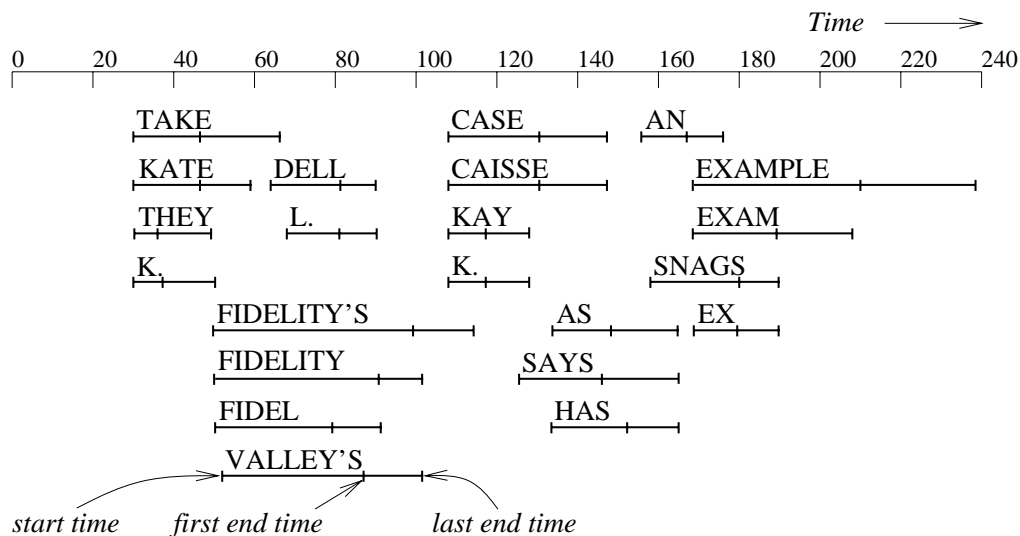 Time
0 20 40 60 80 100 120 140 160 180 200 220 240
TAKE CASE AN
KATE DELL CAISSE EXAMPLE
THEY L. KAY EXAM
K. K. SNAGS
FIDELITY'S AS EX
FIDELITY SAYS
FIDEL HAS
VALLEY'S
start time first end time last end time